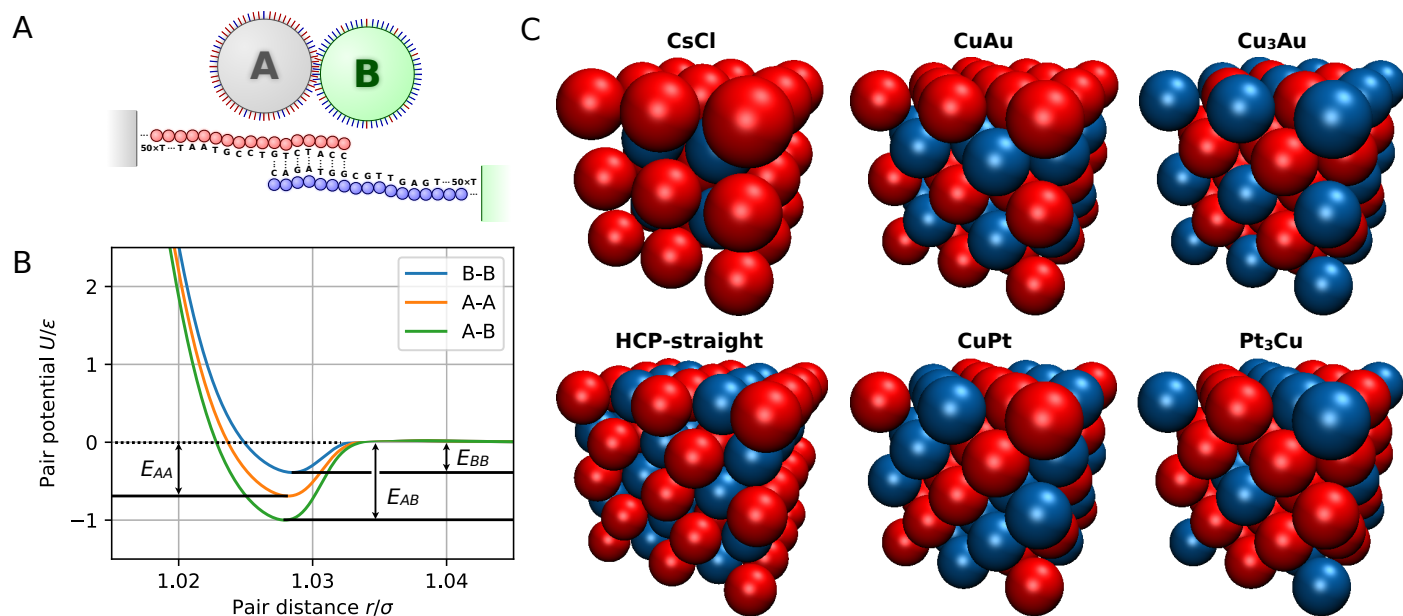 A
A
B
50×T ··· T A A T G C C T G T C T A C C
C A G A T G G C G T T G A G T ··· 50×T ···
B
Pair potential U/ε
2
1
0
−1
B-B
A-A
A-B
E_AA
E_AB
E_BB
1.02
1.03
1.04
Pair distance r/σ
C
CsCl
CuAu
Cu₃Au
HCP-straight
CuPt
Pt₃Cu